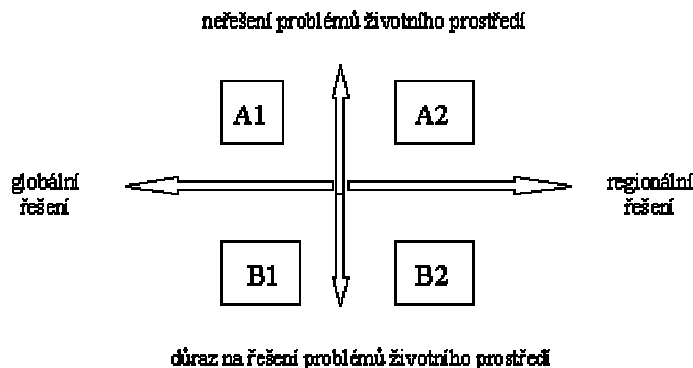 neřešení problémů životního prostředí
A1
A2
globální
řešení
regionální
řešení
B1
B2
důraz na řešení problémů životního prostředí